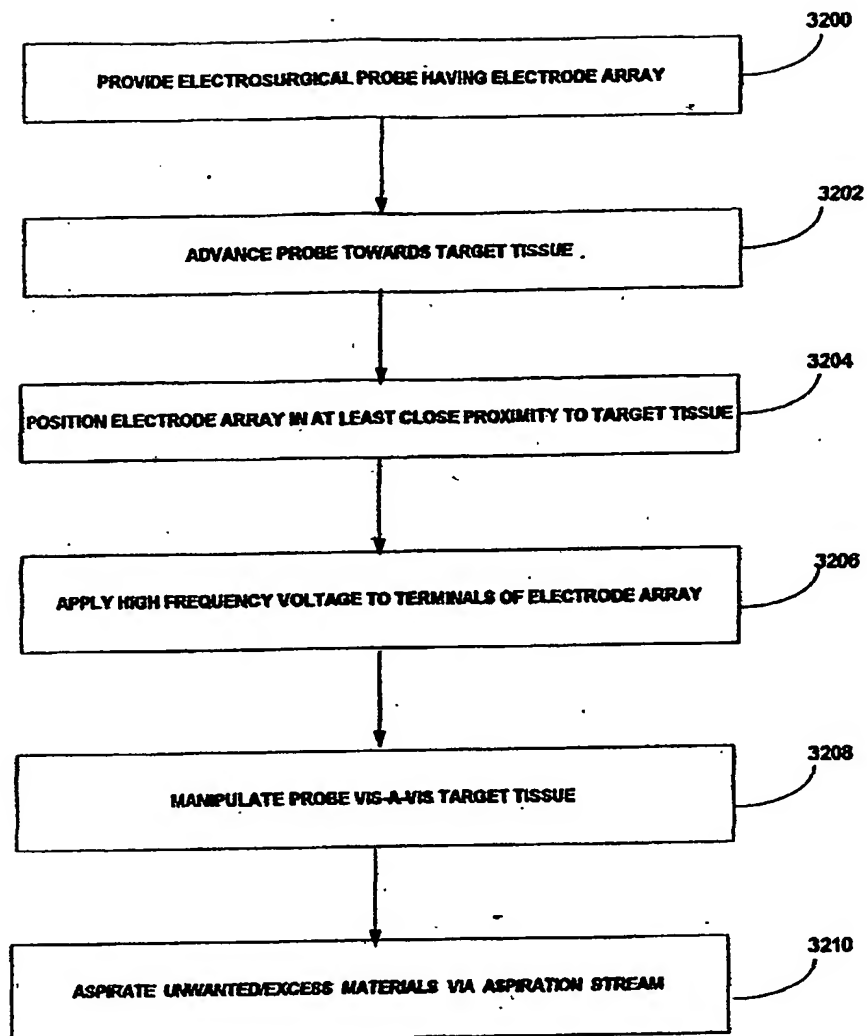 3200
PROVIDE ELECTROSURGICAL PROBE HAVING ELECTRODE ARRAY
3202
ADVANCE PROBE TOWARDS TARGET TISSUE
3204
POSITION ELECTRODE ARRAY IN AT LEAST CLOSE PROXIMITY TO TARGET TISSUE
3206
APPLY HIGH FREQUENCY VOLTAGE TO TERMINALS OF ELECTRODE ARRAY
3208
MANIPULATE PROBE VIS-A-VIS TARGET TISSUE
3210
ASPIRATE UNWANTED/EXCESS MATERIALS VIA ASPIRATION STREAM